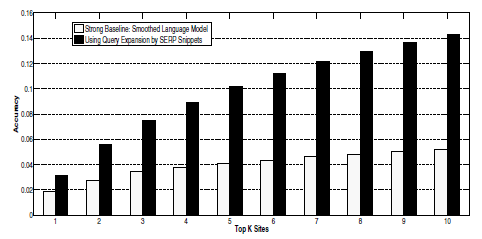 0.16
0.14
0.12
0.1
0.08
0.06
0.04
0.02
0
Accuracy
Strong Baseline: Smoothed Language Model
Using Query Expansion by SERP Snippets
1 2 3 4 5 6 7 8 9 10
Top K Sites